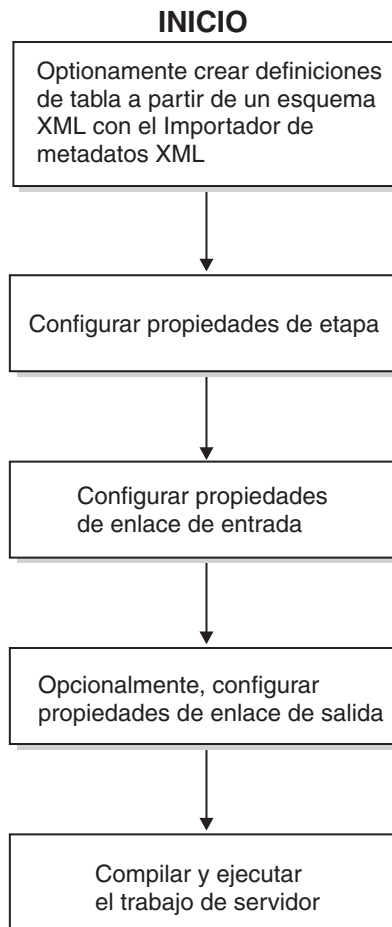 INICIO
Optionamente crear definiciones
de tabla a partir de un esquema
XML con el Importador de
metadatos XML
Configurar propiedades de etapa
Configurar propiedades
de enlace de entrada
Opcionalmente, configurar
propiedades de enlace de salida
Compilar y ejecutar
el trabajo de servidor